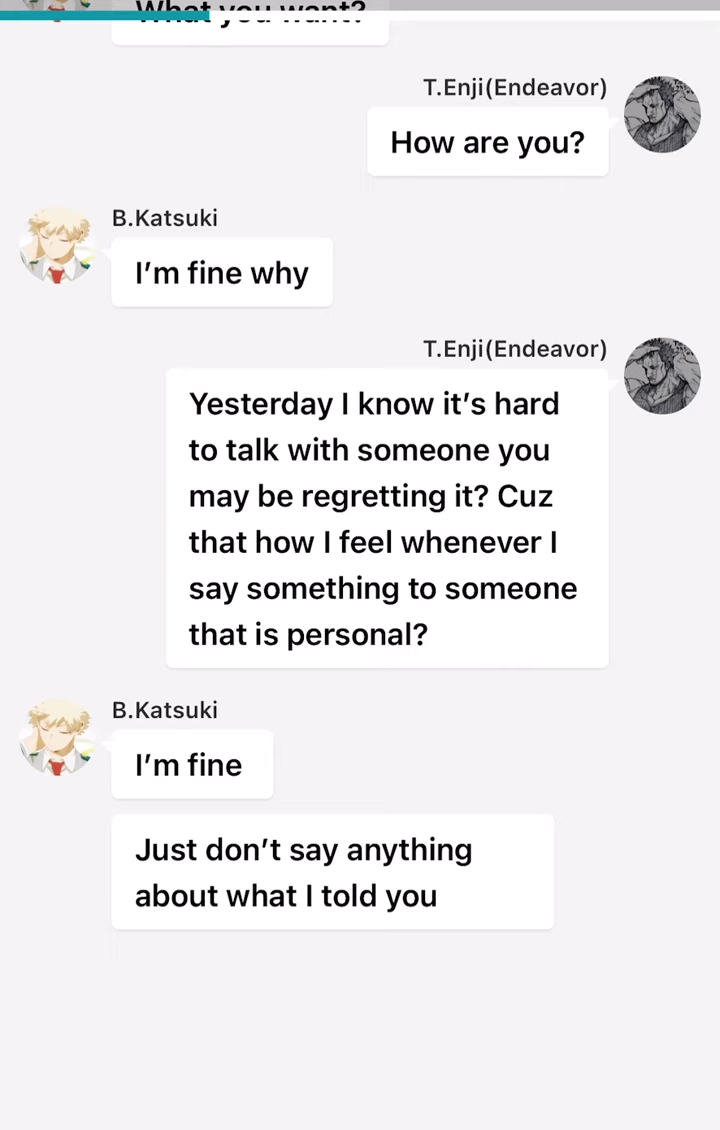 What you want?
T.Enji(Endeavor)
How are you?
B.Katsuki
I'm fine why
T.Enji(Endeavor)
Yesterday I know it's hard
to talk with someone you
may be regretting it? Cuz
that how I feel whenever I
say something to someone
that is personal?
B.Katsuki
I'm fine
Just don't say anything
about what I told you